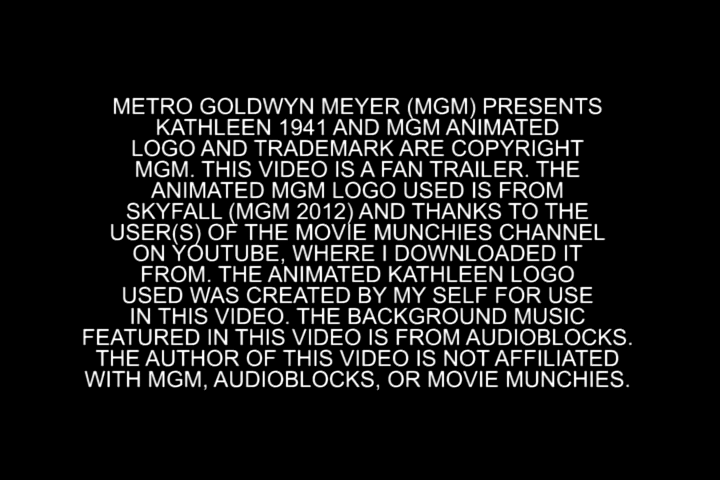 METRO GOLDWYN MEYER (MGM) PRESENTS
KATHLEEN 1941 AND MGM ANIMATED
LOGO AND TRADEMARK ARE COPYRIGHT
MGM. THIS VIDEO IS A FAN TRAILER. THE
ANIMATED MGM LOGO USED IS FROM
SKYFALL (MGM 2012) AND THANKS TO THE
USER(S) OF THE MOVIE MUNCHIES CHANNEL
ON YOUTUBE, WHERE I DOWNLOADED IT
FROM. THE ANIMATED KATHLEEN LOGO
USED WAS CREATED BY MY SELF FOR USE
IN THIS VIDEO. THE BACKGROUND MUSIC
FEATURED IN THIS VIDEO IS FROM AUDIOBLOCKS.
THE AUTHOR OF THIS VIDEO IS NOT AFFILIATED
WITH MGM, AUDIOBLOCKS, OR MOVIE MUNCHIES.